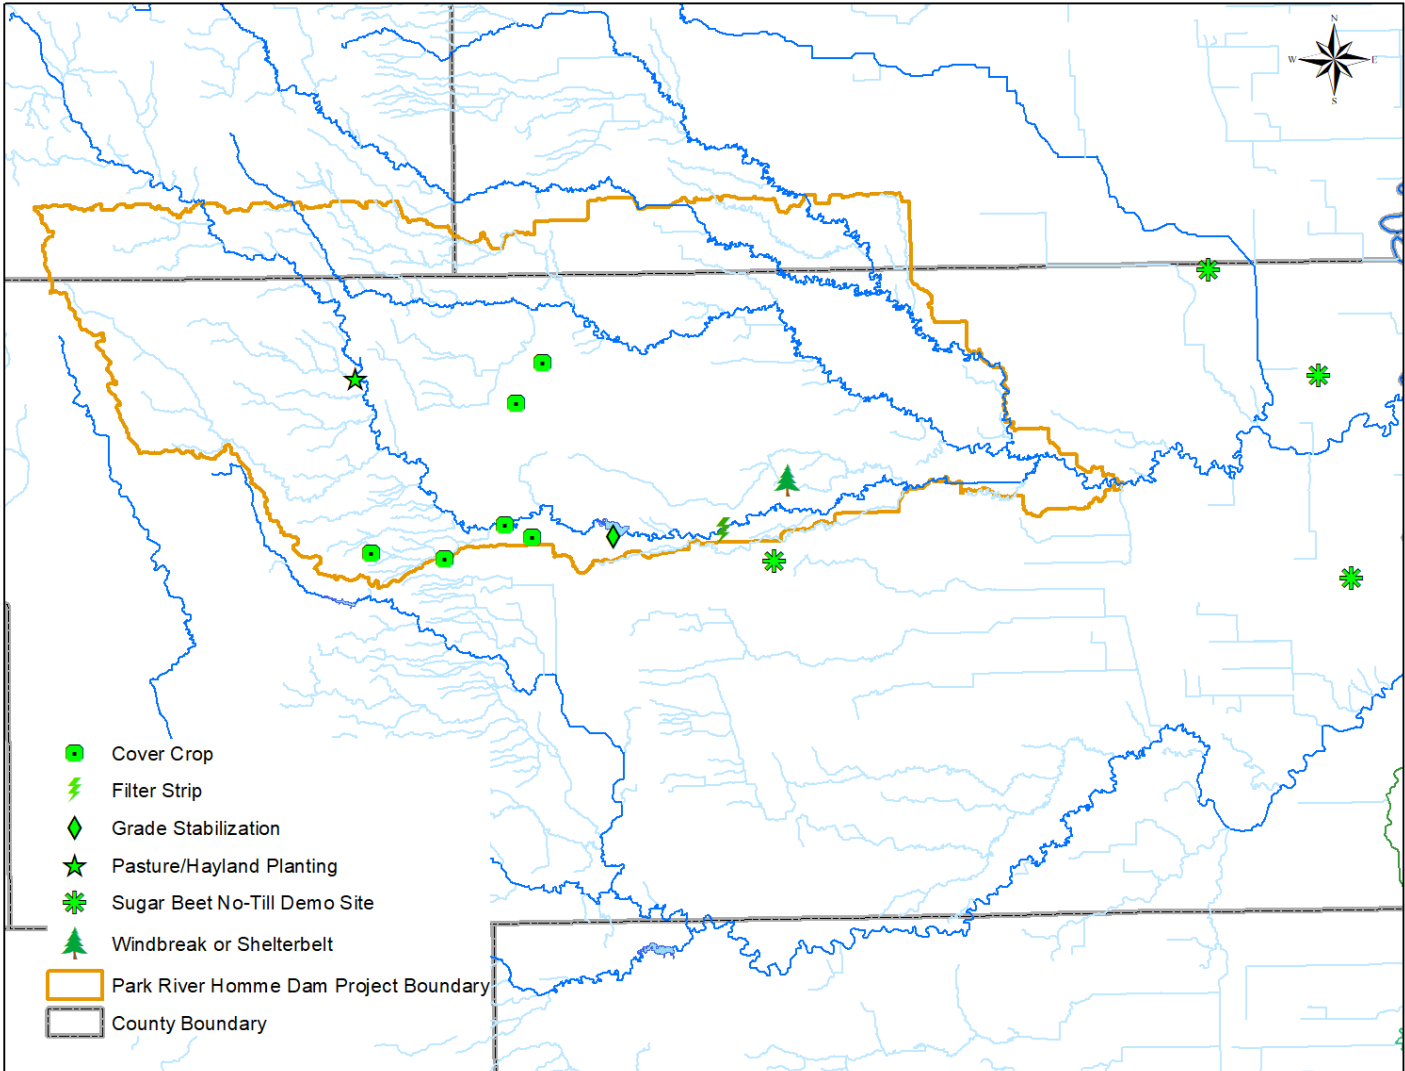 N
W
E
S
Cover Crop
Filter Strip
Grade Stabilization
Pasture/Hayland Planting
Sugar Beet No-Till Demo Site
Windbreak or Shelterbelt
Park River Homme Dam Project Boundary
County Boundary